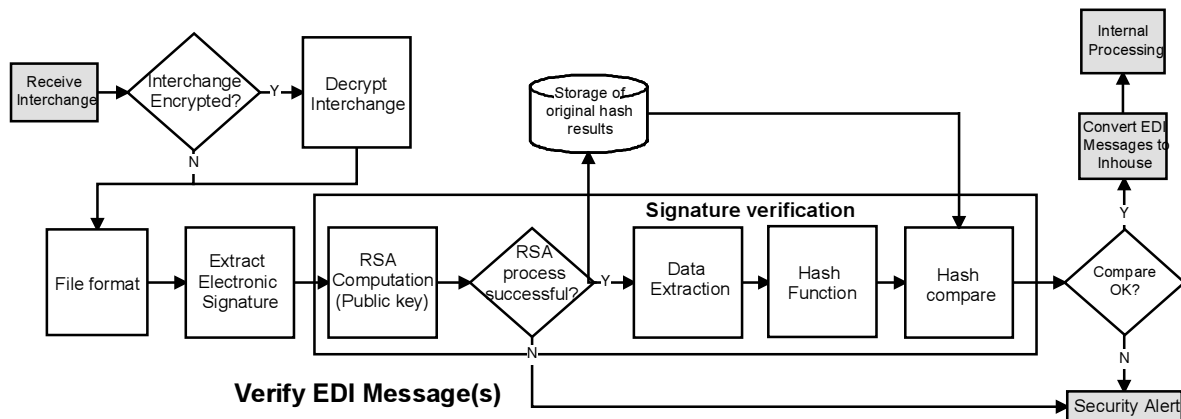 Receive
Interchange
Interchange
Encrypted?
Y
N
Decrypt
Interchange
Storage of
original hash
results
Internal
Processing
Convert EDI
Messages to
Inhouse
Y
Signature verification
File format
Extract
Electronic
Signature
RSA
Computation
(Public key)
RSA
process
successful?
Y
N
Data
Extraction
Hash
Function
Hash
compare
Compare
OK?
N
Security Alert
Verify EDI Message(s)